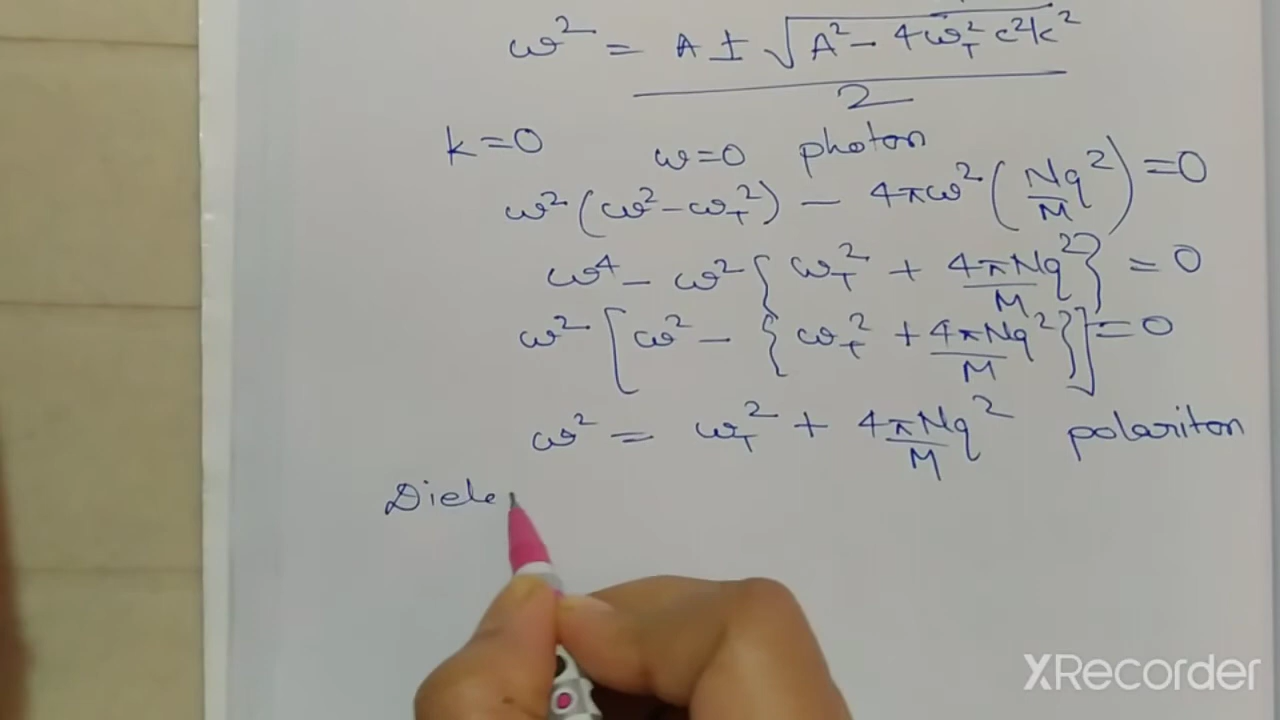 ω² = A ± √A² - 4ω_T² c²k² / 2
k=0 ω=0 photon
ω² (ω² - ω_T²) - 4πω² (Nq²/M) = 0
ω⁴ - ω² { ω_T² + 4πNq²/M } = 0
ω² [ ω² - { ω_T² + 4πNq²/M } ] = 0
ω² = ω_T² + 4πNq²/M polariton
Diele
XRecorder